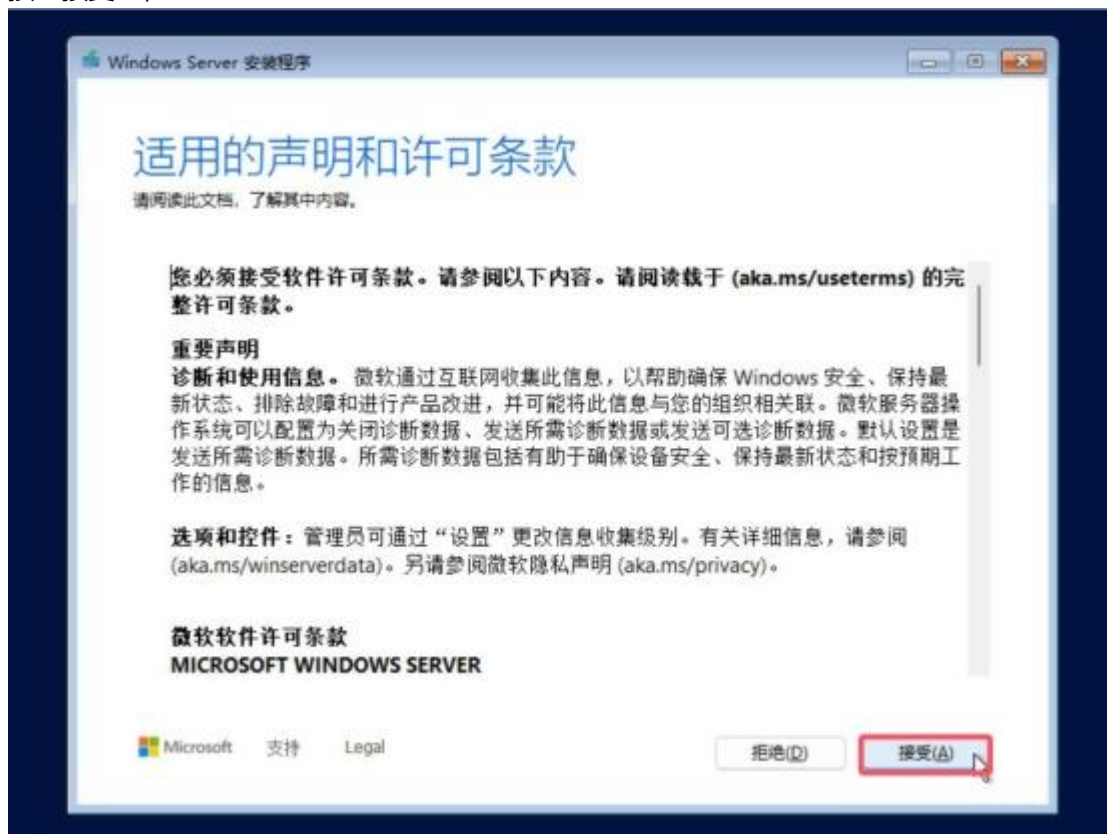 Windows Server 安装程序
适用的声明和许可条款
请阅读此文档，了解其中内容。
您必须接受软件许可条款。请参阅以下内容。请阅读载于 (aka.ms/useterms) 的完
整许可条款。
重要声明
诊断和使用信息。微软通过互联网收集此信息，以帮助确保 Windows 安全、保持最
新状态、排除故障和进行产品改进，并可能将此信息与您的组织相关联。微软服务器操
作系统可以配置为关闭诊断数据、发送所需诊断数据或发送可选诊断数据。默认设置是
发送所需诊断数据。所需诊断数据包括有助于确保设备安全、保持最新状态和按预期工
作的信息。
选项和控件：管理员可通过“设置”更改信息收集级别。有关详细信息，请参阅
(aka.ms/winserverdata)。另请参阅微软隐私声明 (aka.ms/privacy)。
微软软件许可条款
MICROSOFT WINDOWS SERVER
Microsoft 支持 Legal 拒绝(D) 接受(A)